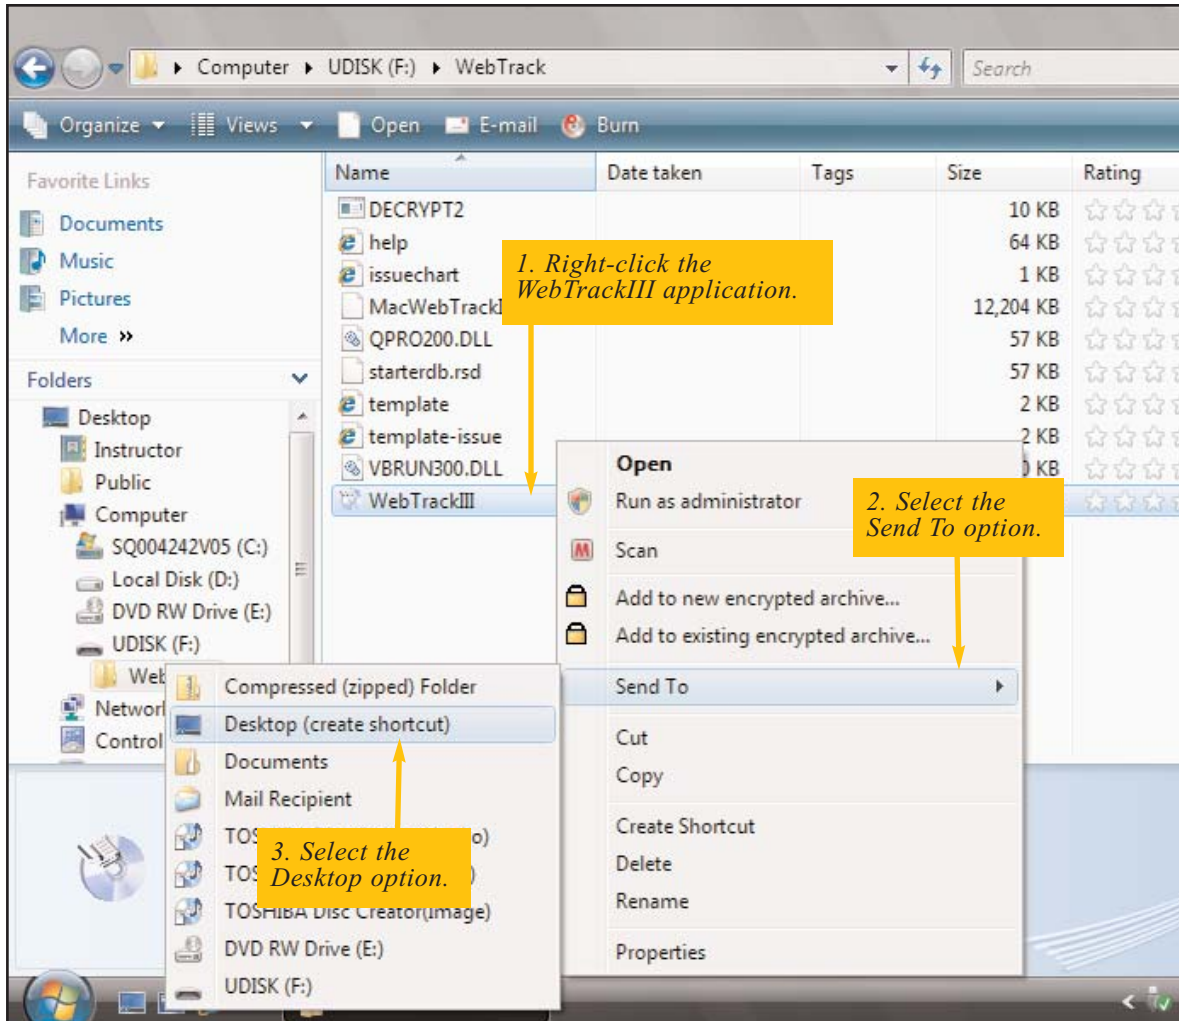 Computer ▸ UDISK (F:) ▸ WebTrack
Search
Organize Views Open E-mail Burn
Favorite Links
Documents
Music
Pictures
More »
Folders
Desktop
Instructor
Public
Computer
SQ004242V05 (C:)
Local Disk (D:)
DVD RW Drive (E:)
UDISK (F:)
Name Date taken Tags Size Rating
DECRYPT2 10 KB
help 64 KB
issuechart 1 KB
12,204 KB
QPRO200.DLL 57 KB
starterdb.rsd 57 KB
template 2 KB
template-issue 2 KB
VBRUN300.DLL KB
WebTrackIII
1. Right-click the
WebTrackIII application.
Open
Run as administrator
Scan
Add to new encrypted archive...
Add to existing encrypted archive...
Send To
Cut
Copy
Create Shortcut
Delete
Rename
Properties
2. Select the
Send To option.
Compressed (zipped) Folder
Desktop (create shortcut)
Documents
Mail Recipient
TOSHIBA Disc Creator(Image)
DVD RW Drive (E:)
UDISK (F:)
3. Select the
Desktop option.